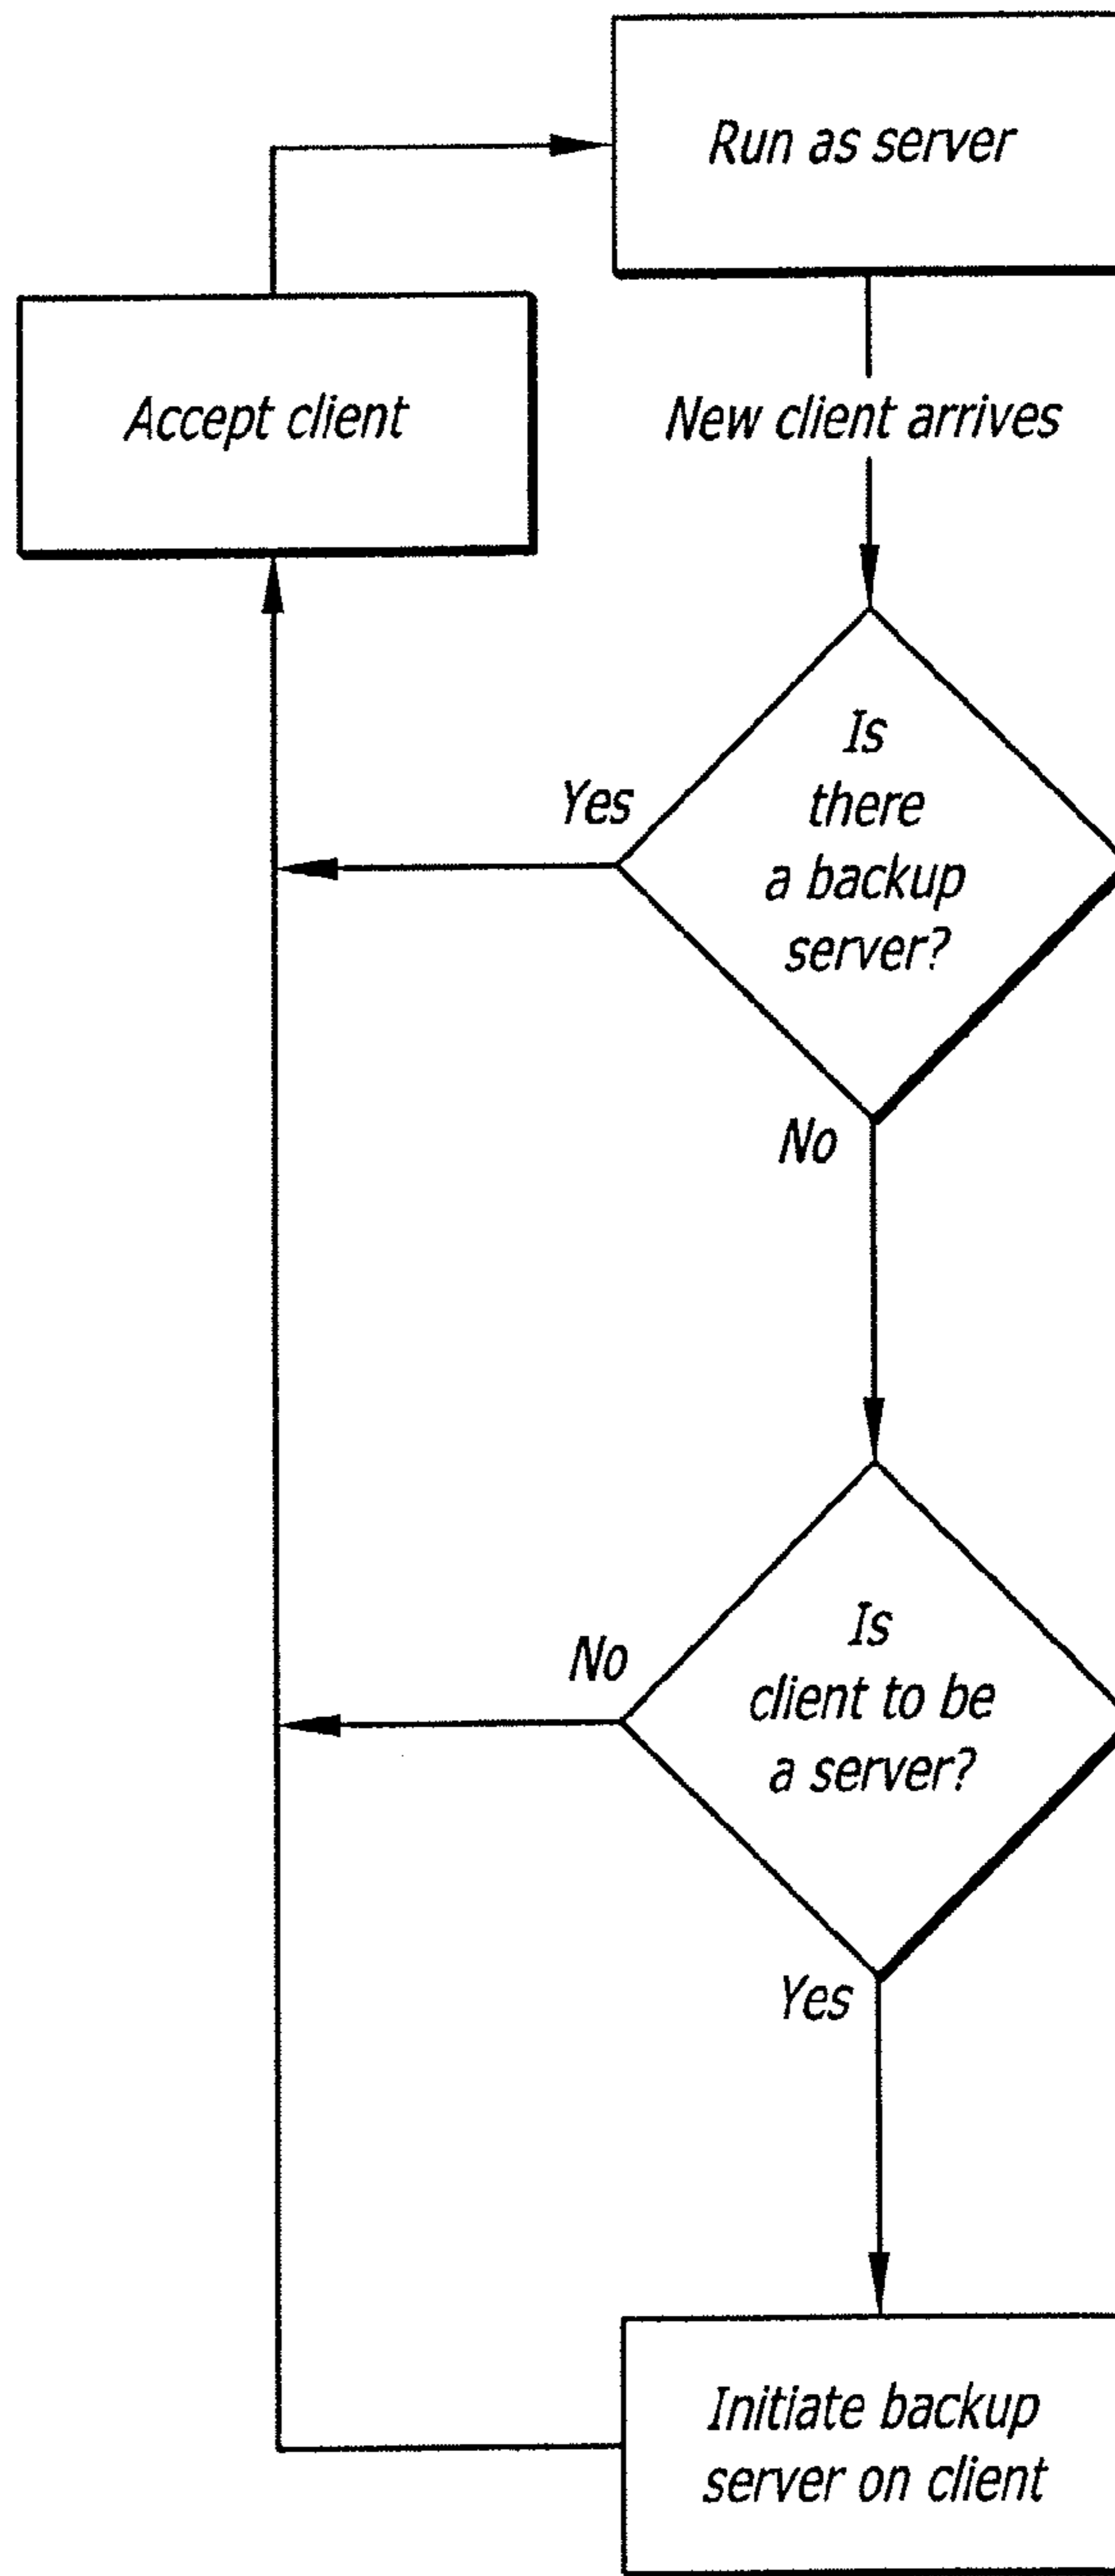 Run as server
Accept client
New client arrives
Is
there
a backup
server?
Yes
No
Is
client to be
a server?
No
Yes
Initiate backup
server on client